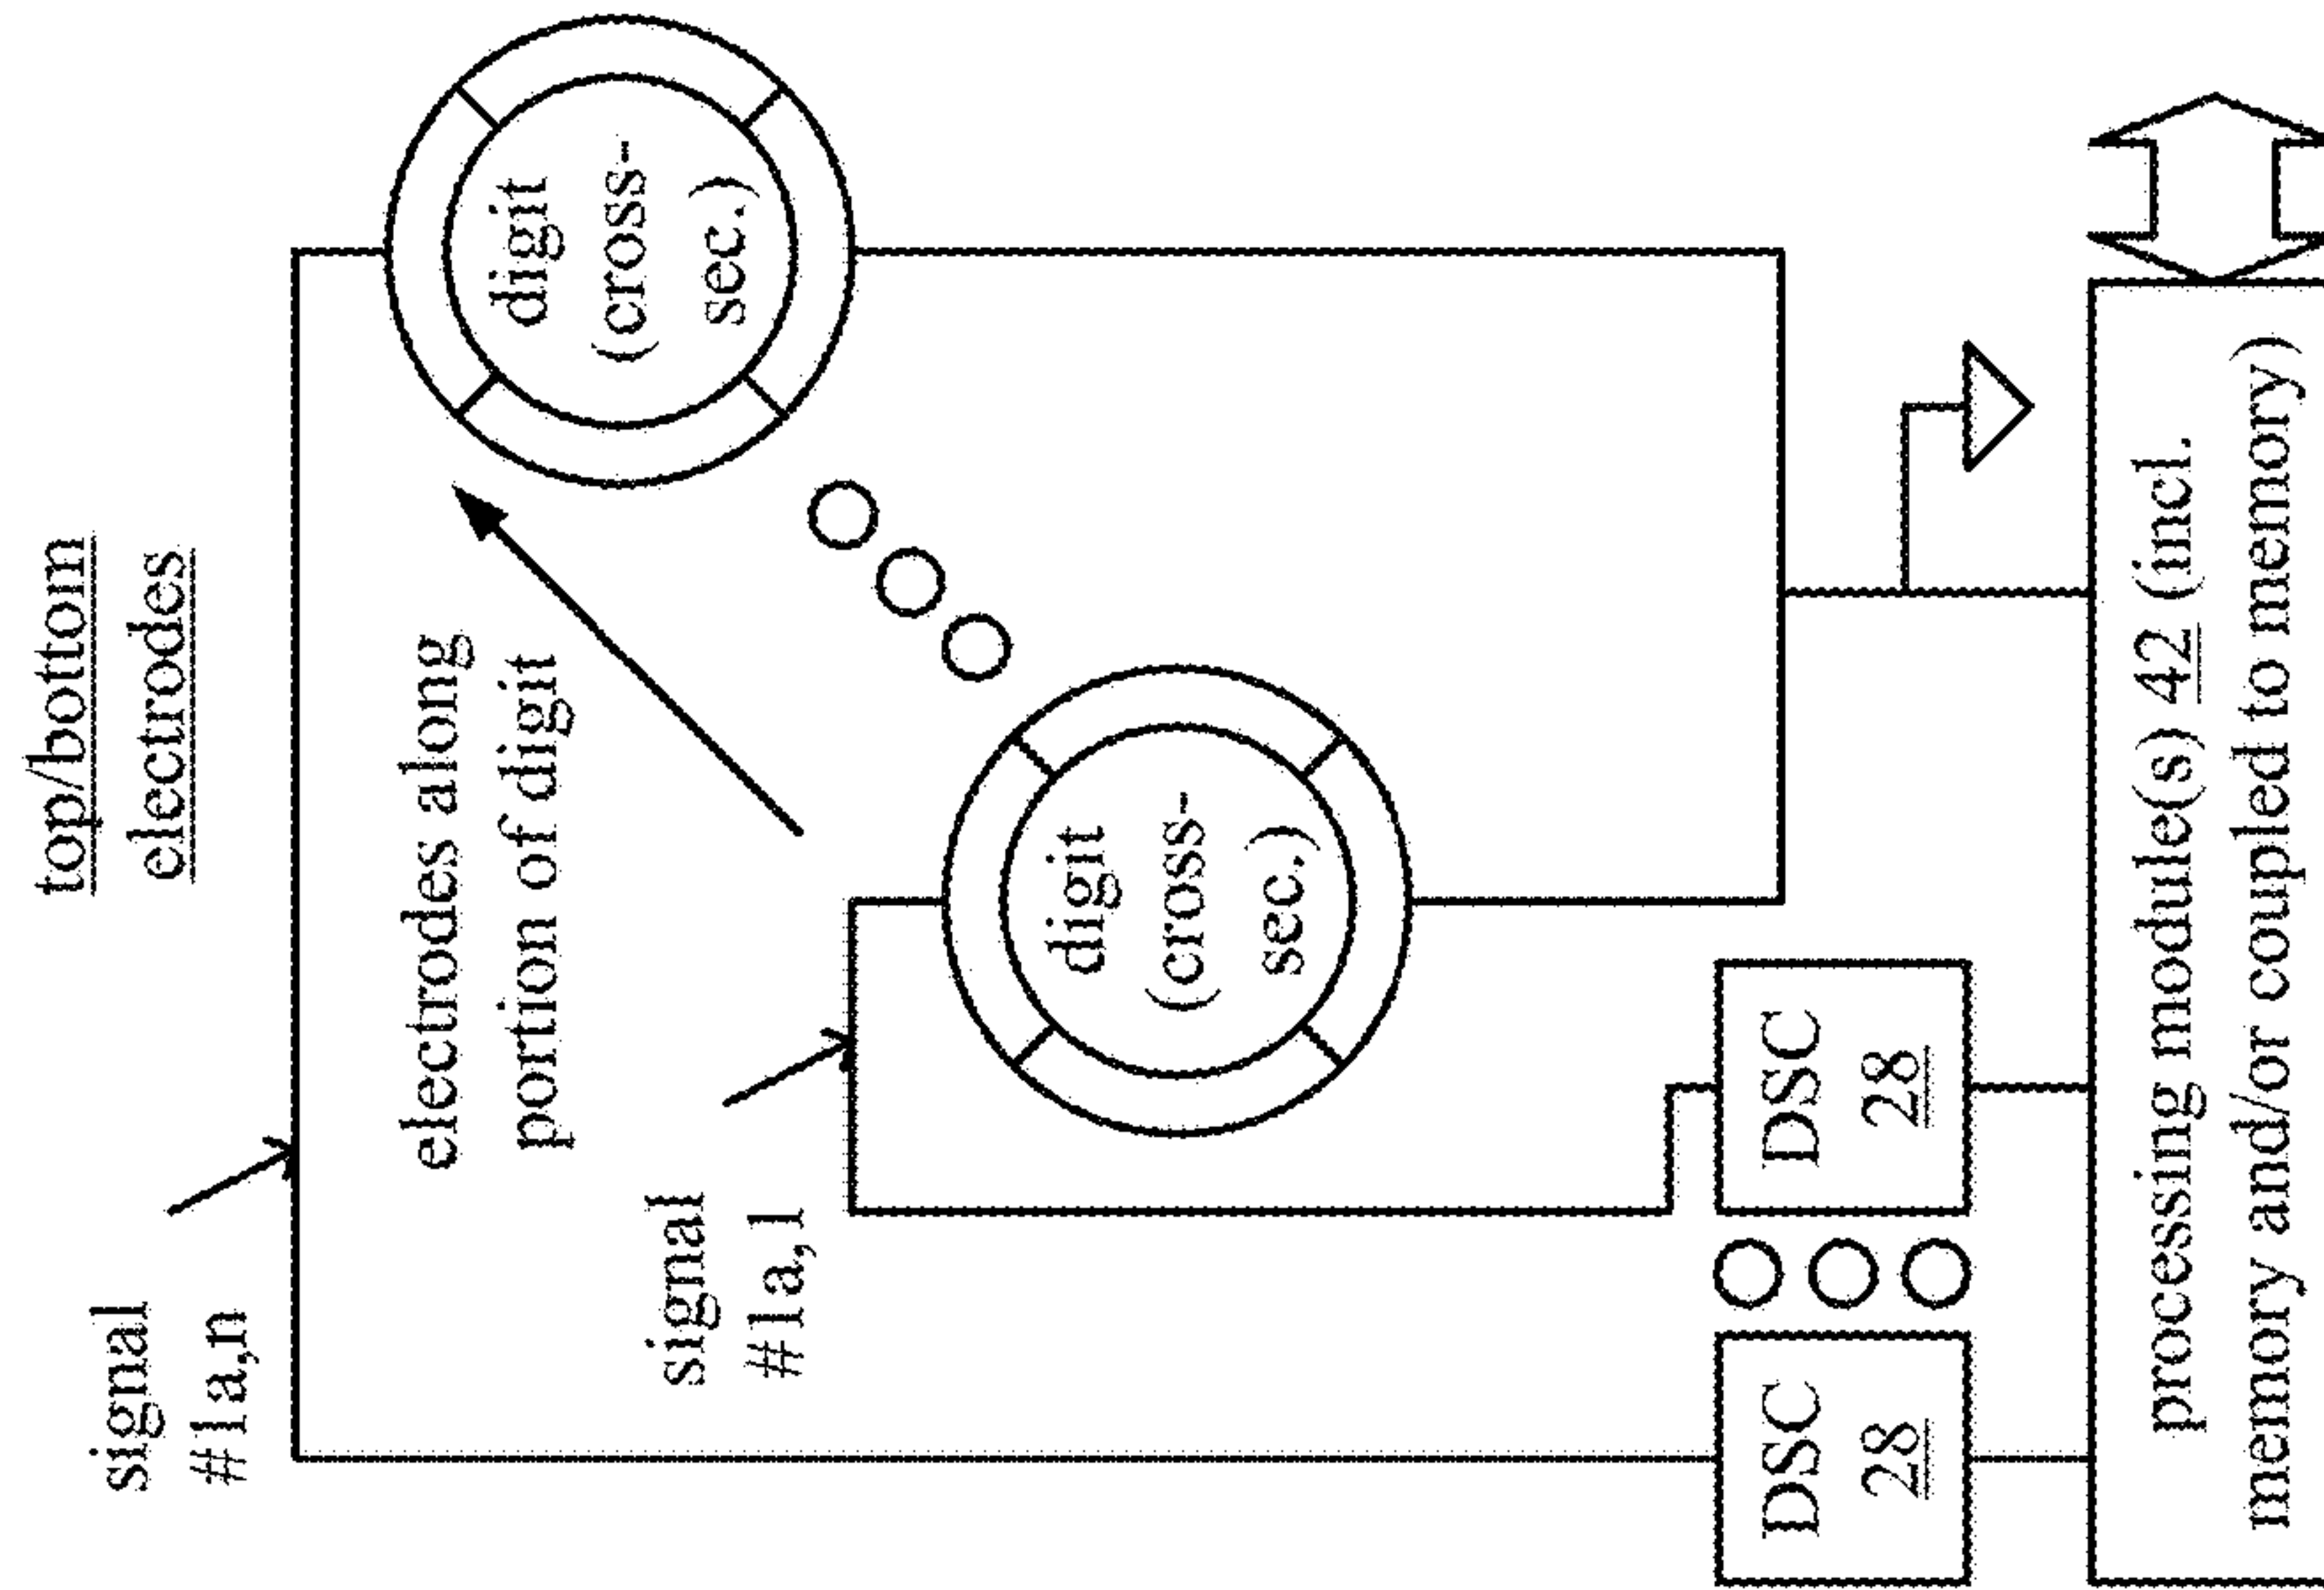 top/bottom
electrodes
signal
#1a,n
electrodes along
portion of digit
signal
#1a,1
digit
(cross-
sec.)
digit
(cross-
sec.)
DSC
28
DSC
28
processing module(s) 42 (incl.
memory and/or coupled to memory)